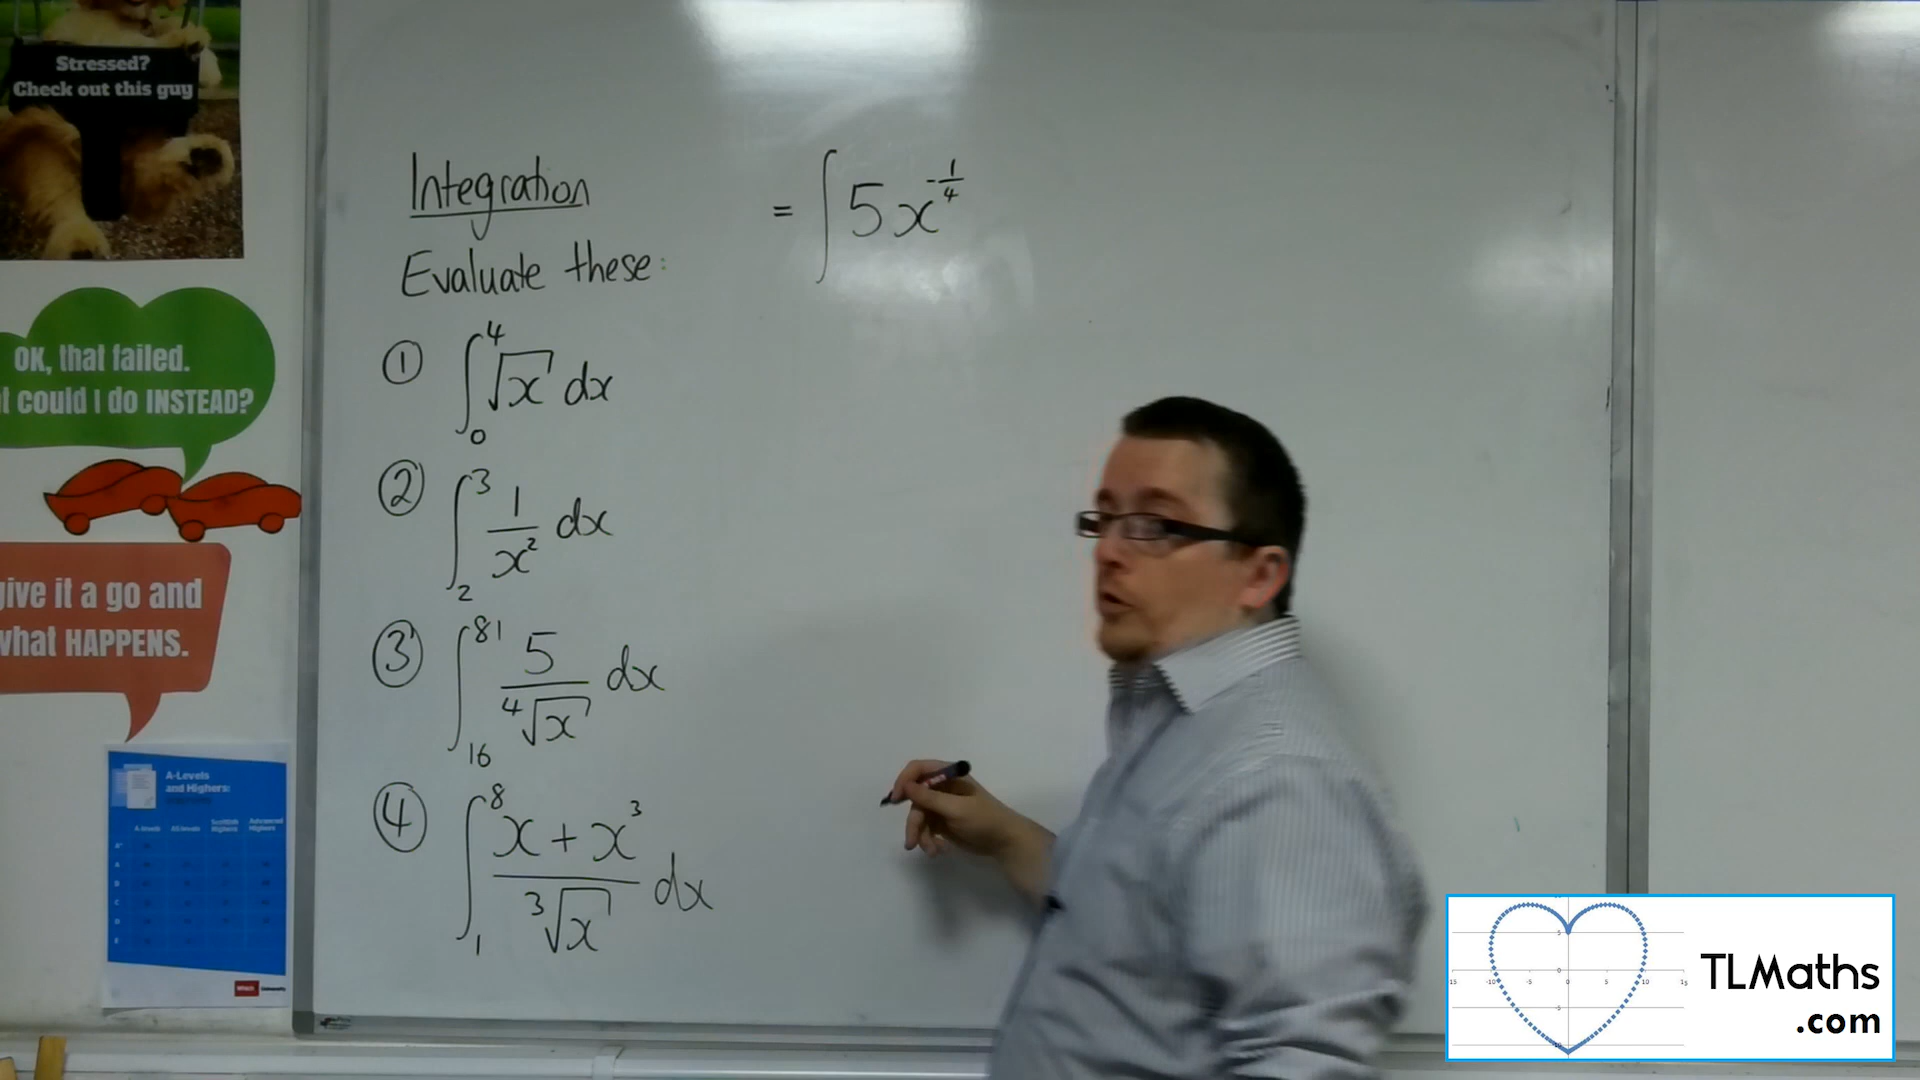 Stressed?
Check out this guy
OK, that failed.
could I do INSTEAD?
give it a go and
what HAPPENS.
A-Levels
and Highers:
Integration
Evaluate these:
① ∫₀⁴ √x dx
② ∫₂³ 1/x² dx
③ ∫₁₆⁸¹ 5/⁴√x dx
④ ∫₁⁸ (x + x³)/³√x dx
= ∫ 5x^(-1/4)
TLMaths
.com